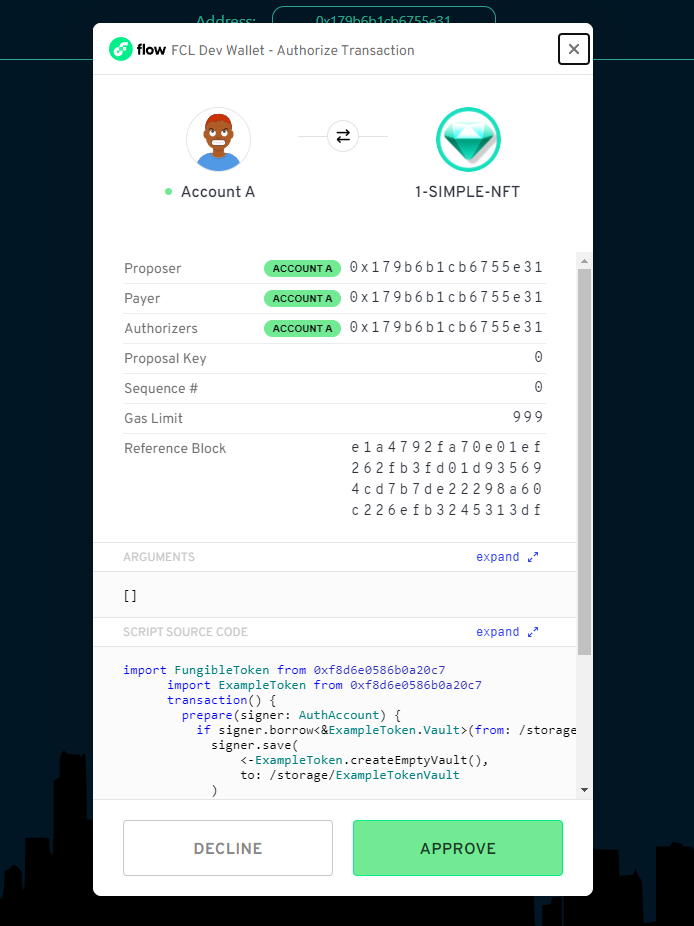 Address: 0x179b6b1cb6755e31
flow FCL Dev Wallet - Authorize Transaction
Account A
1-SIMPLE-NFT
Proposer ACCOUNT A 0x179b6b1cb6755e31
Payer ACCOUNT A 0x179b6b1cb6755e31
Authorizers ACCOUNT A 0x179b6b1cb6755e31
Proposal Key 0
Sequence # 0
Gas Limit 999
Reference Block e1a4792fa70e01ef
262fb3fd01d93569
4cd7b7de22298a60
c226efb3245313df
ARGUMENTS expand
[]
SCRIPT SOURCE CODE expand
import FungibleToken from 0xf8d6e0586b0a20c7
import ExampleToken from 0xf8d6e0586b0a20c7
transaction() {
prepare(signer: AuthAccount) {
if signer.borrow<&ExampleToken.Vault>(from: /storage
signer.save(
<-ExampleToken.createEmptyVault(),
to: /storage/ExampleTokenVault
)
DECLINE APPROVE